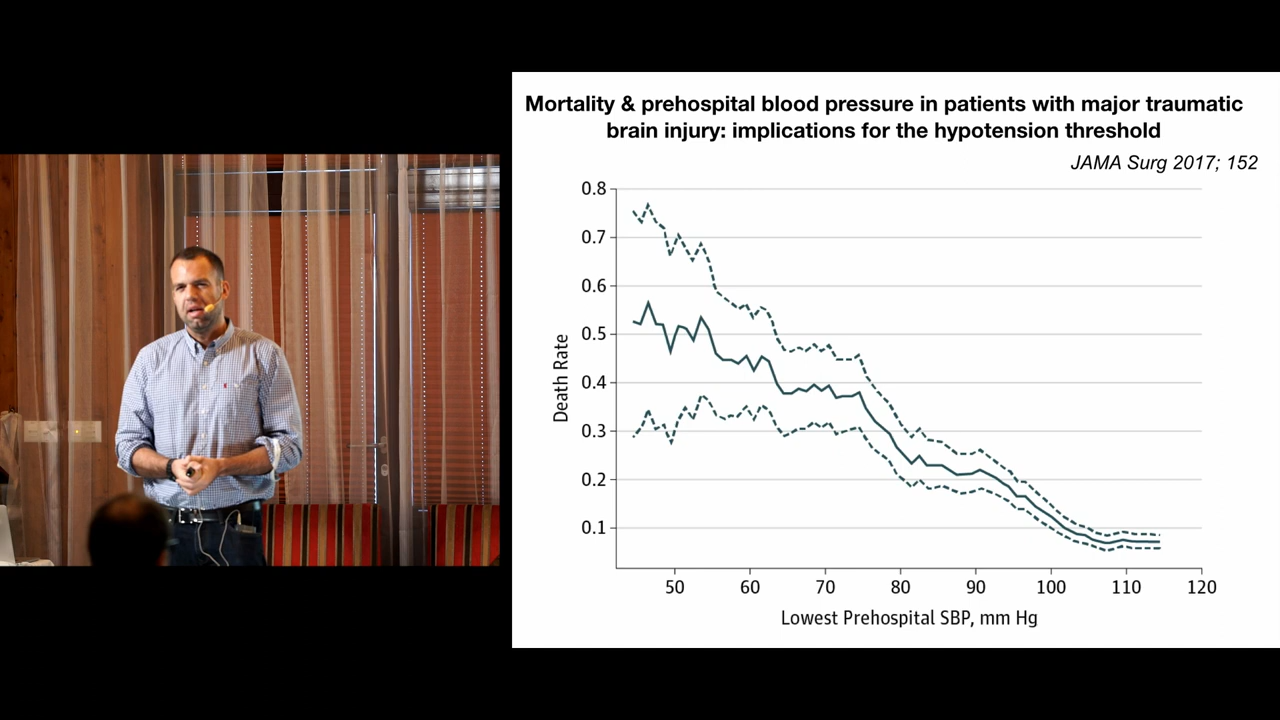 Mortality & prehospital blood pressure in patients with major traumatic
brain injury: implications for the hypotension threshold
JAMA Surg 2017; 152
0.8
0.7
0.6
0.5
0.4
0.3
0.2
0.1
Death Rate
50 60 70 80 90 100 110 120
Lowest Prehospital SBP, mm Hg